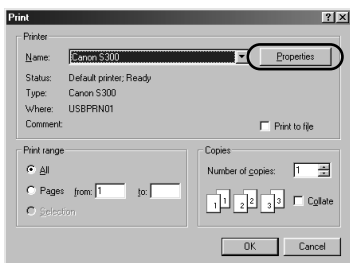 Print
Printer
Name: Canon S300 Properties
Status: Default printer; Ready
Type: Canon S300
Where: USBPRN01
Comment: Print to file
Print range
All
Pages from: 1 to:
Selection
Copies
Number of copies: 1
1 1 2 2 3 3 Collate
OK Cancel